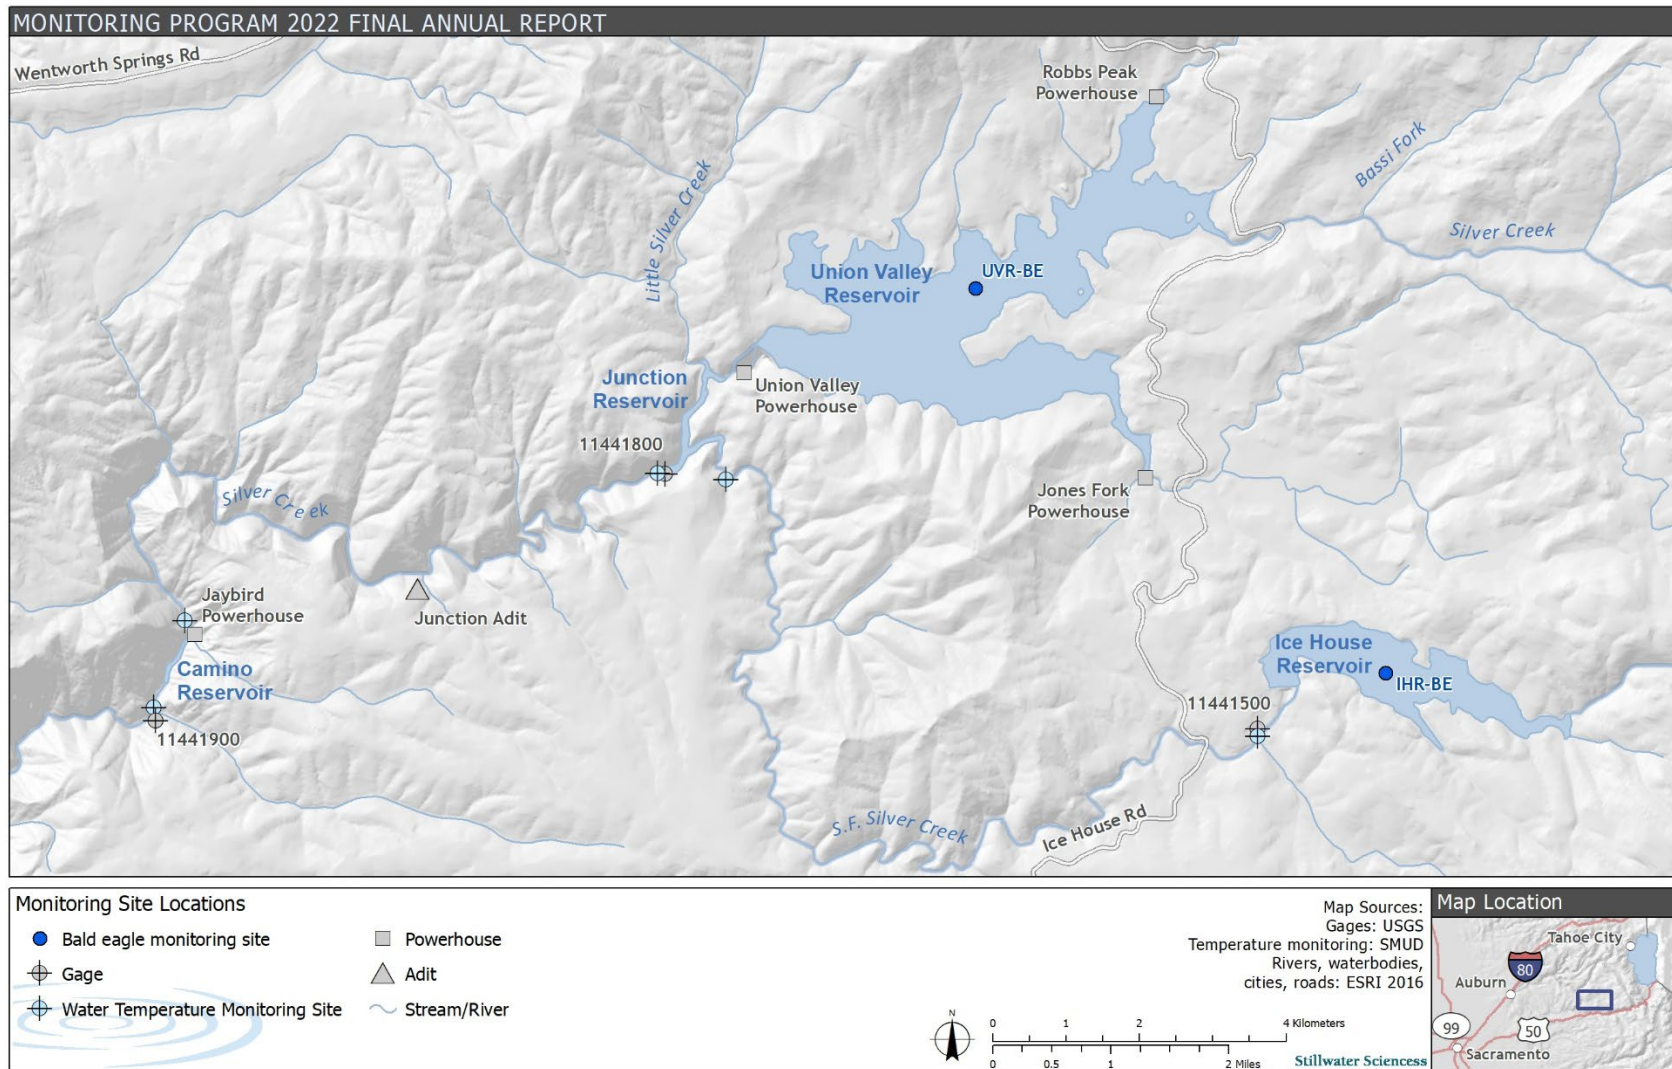 MONITORING PROGRAM 2022 FINAL ANNUAL REPORT
Wentworth Springs Rd
Robbs Peak
Powerhouse
Bassi Fork
Little Silver Creek
Silver Creek
Union Valley
Reservoir
UVR-BE
Junction
Reservoir
Union Valley
Powerhouse
11441800
Silver Creek
Jones Fork
Powerhouse
Jaybird
Powerhouse
Junction Adit
Ice House
Reservoir
IHR-BE
Camino
Reservoir
11441500
11441900
S.F. Silver Creek
Ice House Rd
Monitoring Site Locations
Bald eagle monitoring site
Gage
Water Temperature Monitoring Site
Powerhouse
Adit
Stream/River
Map Sources:
Gages: USGS
Temperature monitoring: SMUD
Rivers, waterbodies,
cities, roads: ESRI 2016
N
0 1 2 4 Kilometers
0 0.5 1 2 Miles
Stillwater Sciencess
Map Location
Tahoe City
80
Auburn
99
50
Sacramento